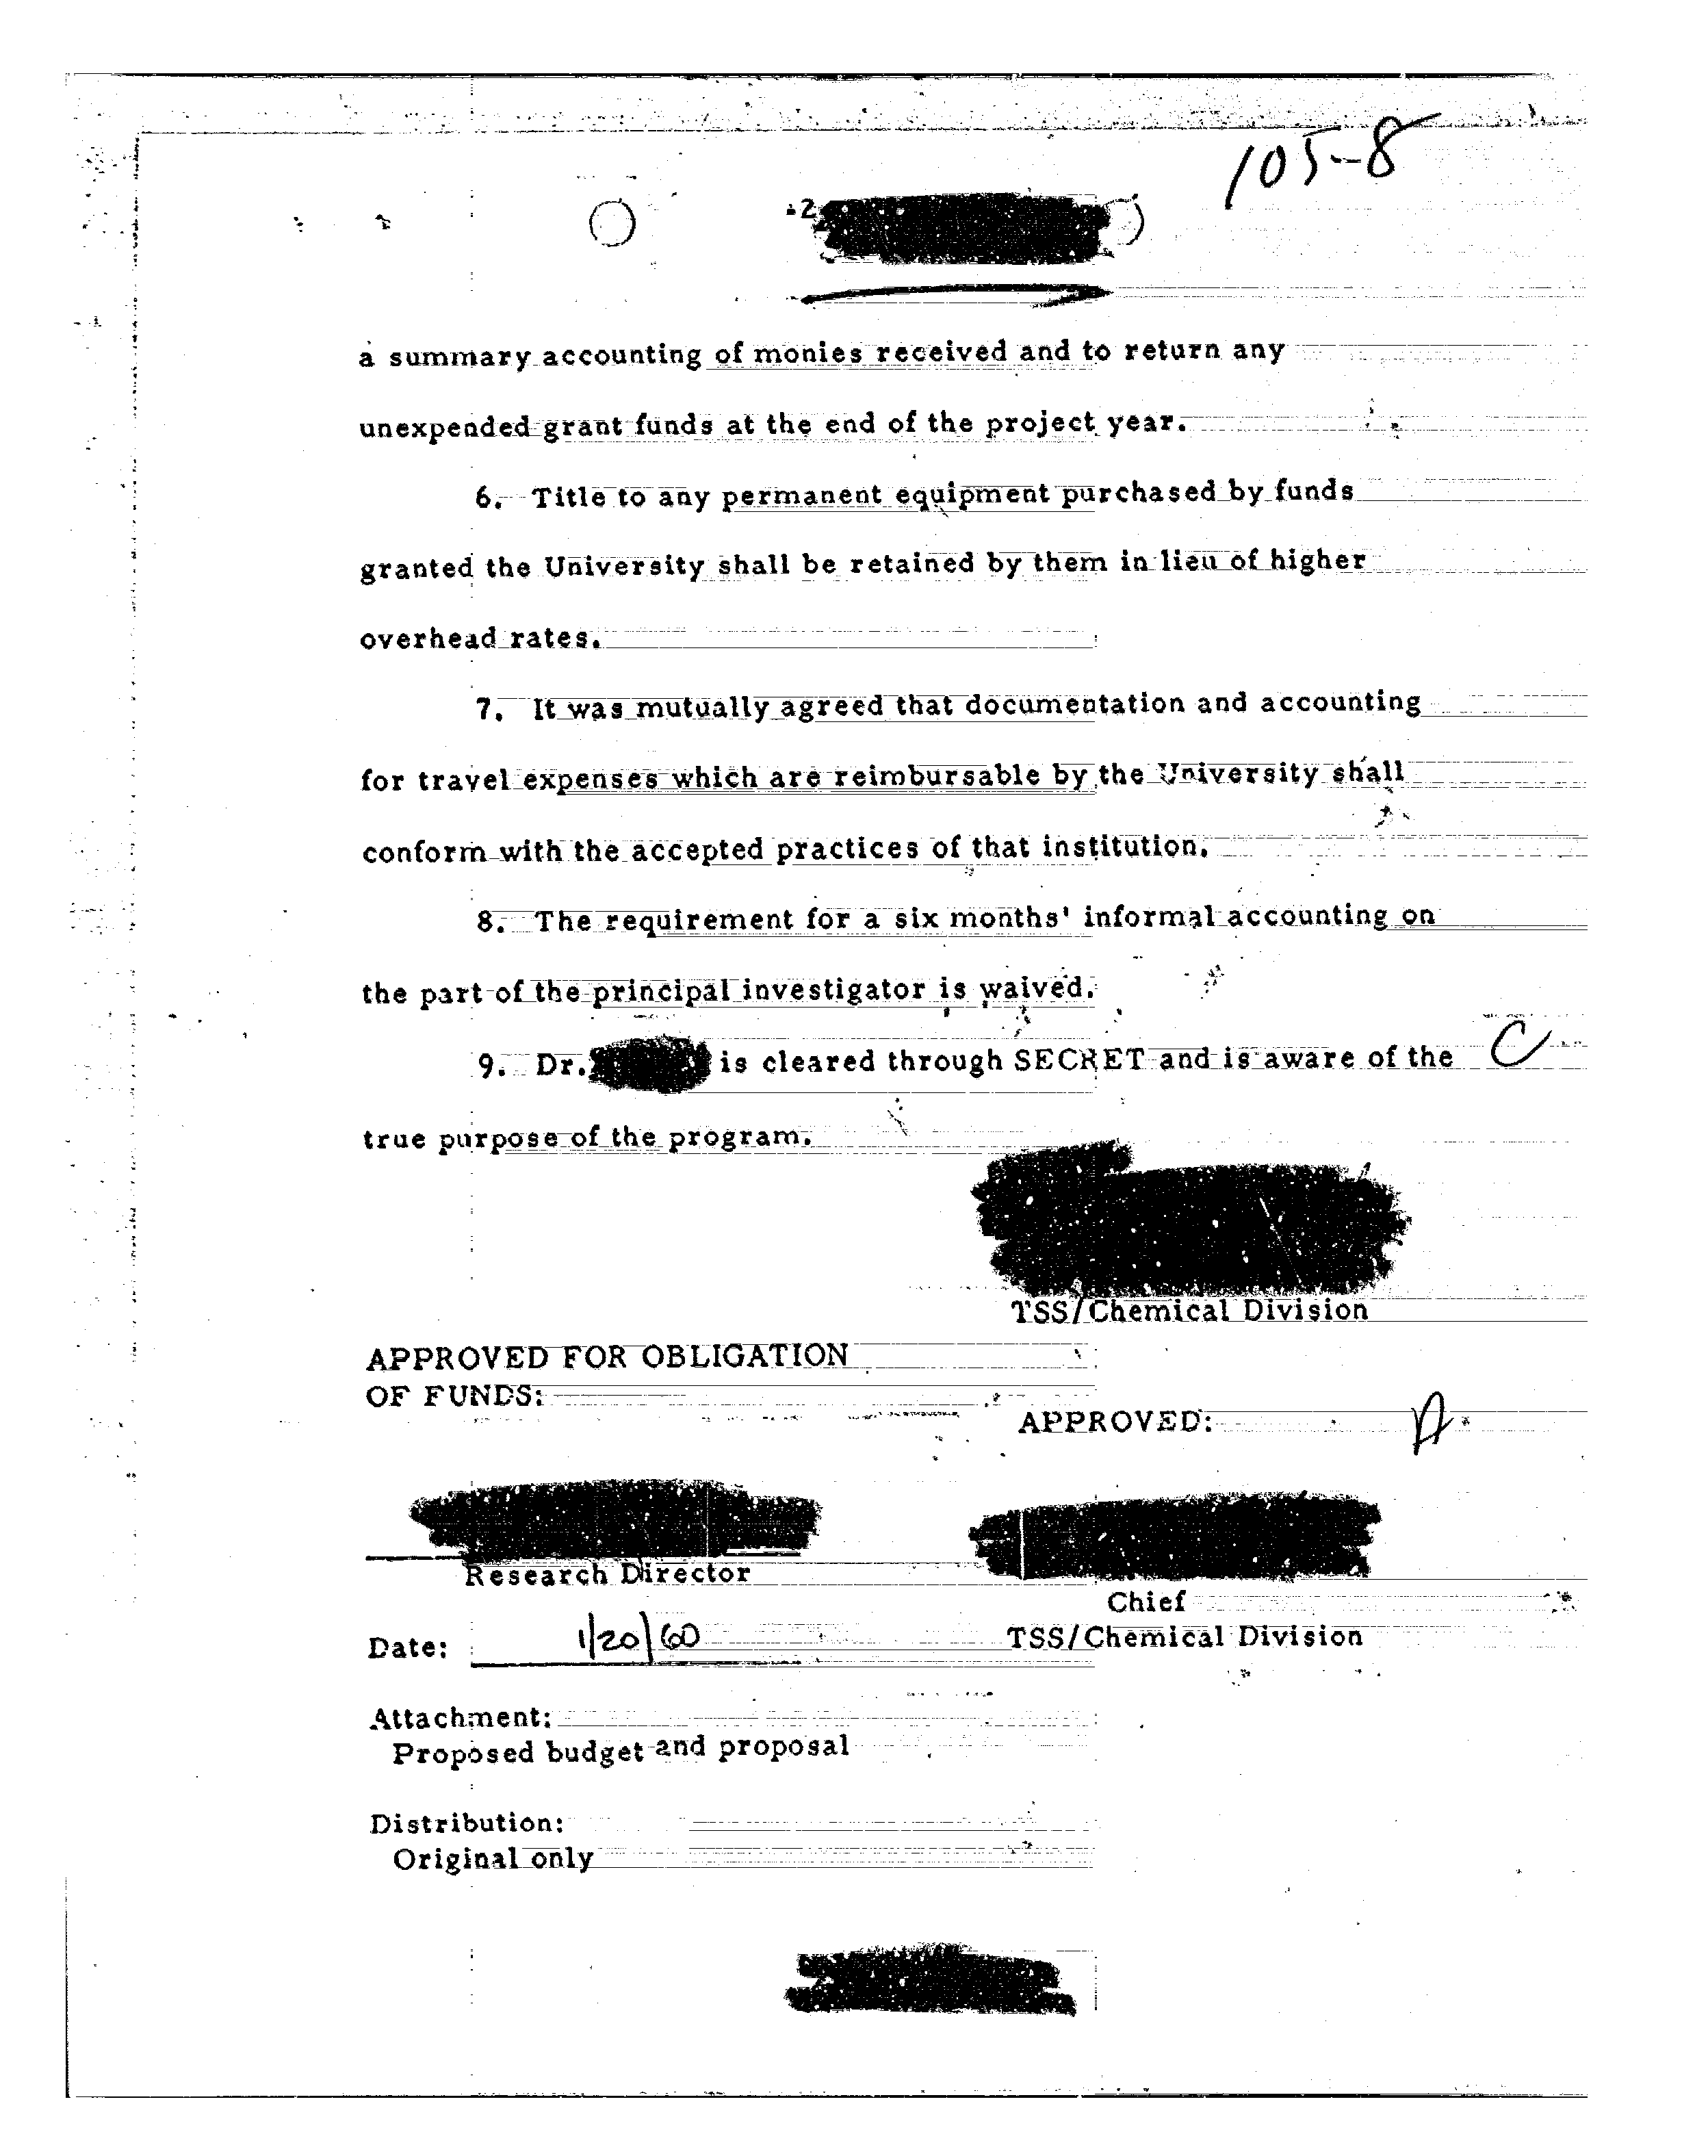 105-8
-2
a summary accounting of monies received and to return any
unexpended grant funds at the end of the project year.
6. Title to any permanent equipment purchased by funds
granted the University shall be retained by them in lieu of higher
overhead rates.
7. It was mutually agreed that documentation and accounting
for travel expenses which are reimbursable by the University shall
conform with the accepted practices of that institution.
8. The requirement for a six months' informal accounting on
the part of the principal investigator is waived.
9. Dr. is cleared through SECRET and is aware of the C
true purpose of the program.
TSS/Chemical Division
APPROVED FOR OBLIGATION
OF FUNDS:
APPROVED: A
Research Director
Chief
TSS/Chemical Division
Date: 1/20/60
Attachment:
Proposed budget and proposal
Distribution:
Original only